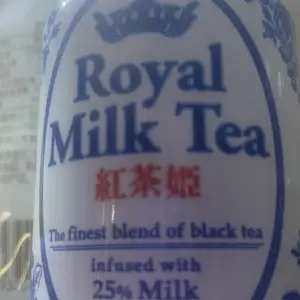 Royal
Milk Tea
紅茶姫
The finest blend of black tea
infused with
25% Milk